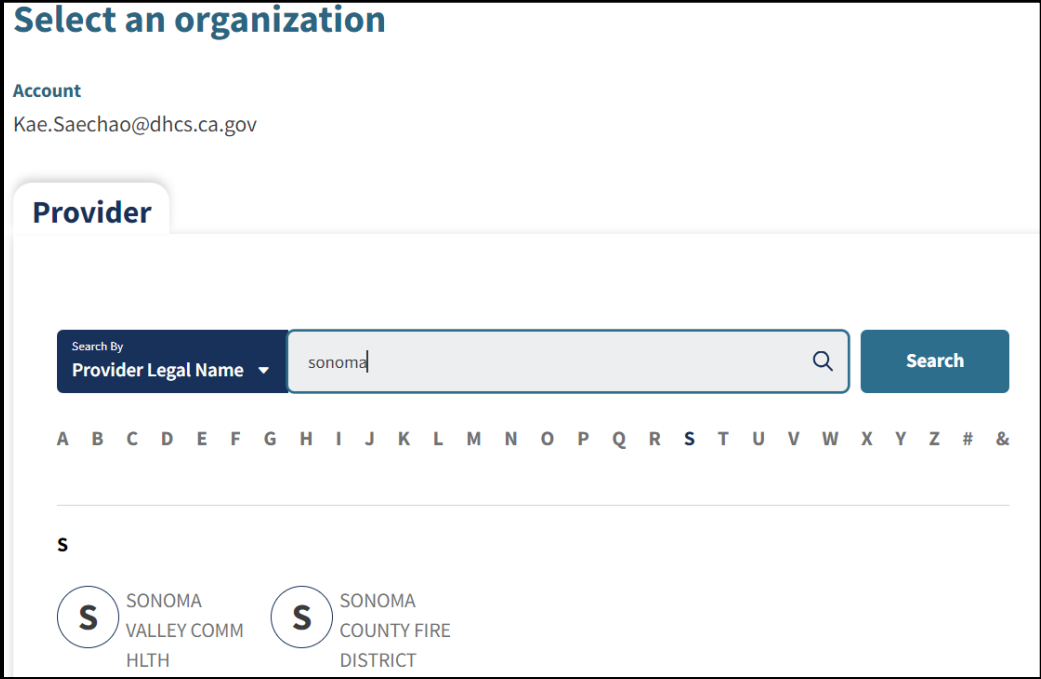 Select an organization
Account
Kae.Saechao@dhcs.ca.gov
Provider
Search By
Provider Legal Name
sonoma
Search
A B C D E F G H I J K L M N O P Q R S T U V W X Y Z # &
S
S
SONOMA
VALLEY COMM
HLTH
S
SONOMA
COUNTY FIRE
DISTRICT